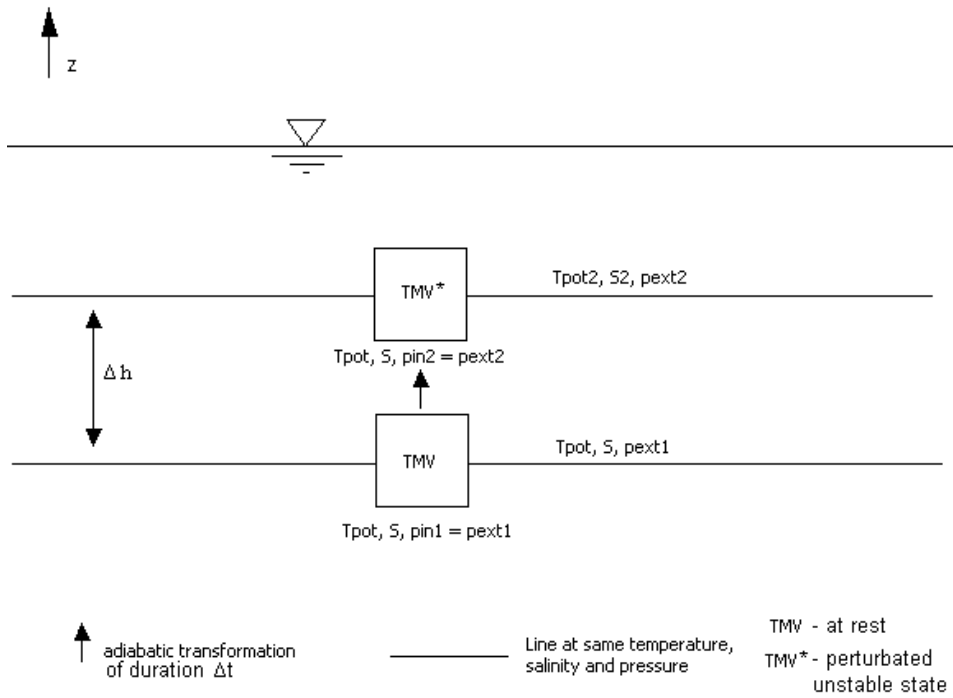 z
TMV*
Tpot2, S2, pext2
Tpot, S, pin2 = pext2
Δh
TMV
Tpot, S, pext1
Tpot, S, pin1 = pext1
adiabatic transformation
of duration Δt
Line at same temperature,
salinity and pressure
TMV - at rest
TMV* - perturbated
unstable state